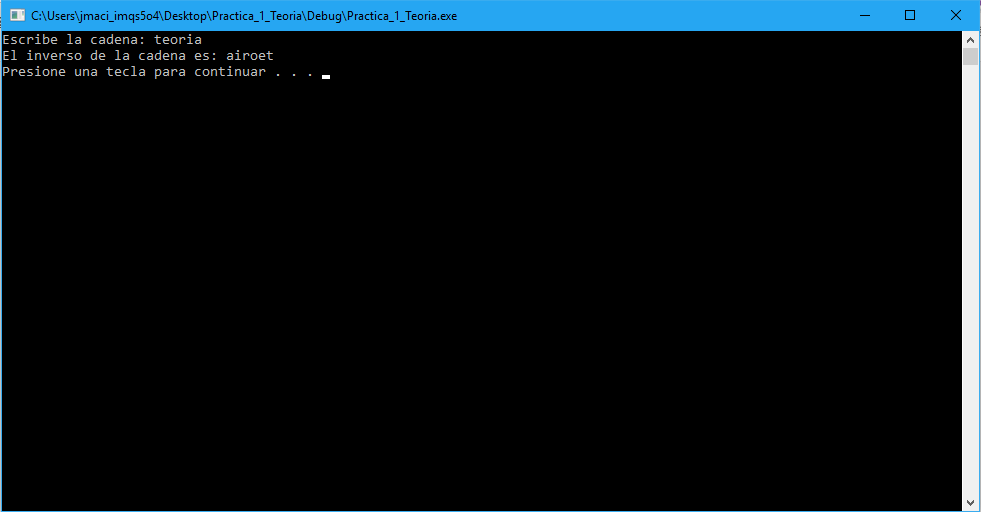 C:\Users\jmaci_imqs5o4\Desktop\Practica_1_Teoria\Debug\Practica_1_Teoria.exe
Escribe la cadena: teoria
El inverso de la cadena es: airoet
Presione una tecla para continuar . . .